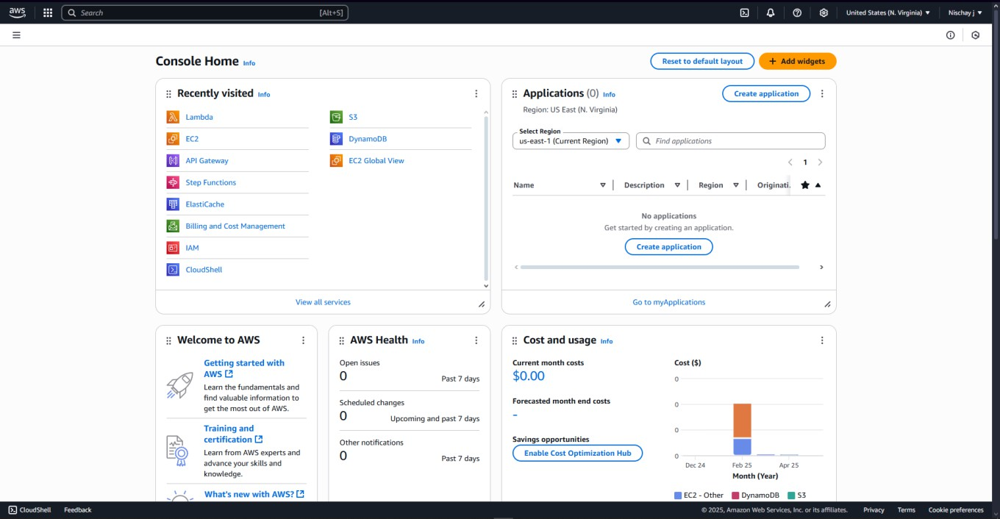 aws
Search [Alt+S]
United States (N. Virginia)
Nischay j
Console Home Info
Reset to default layout
+ Add widgets
Recently visited Info
Lambda
EC2
API Gateway
Step Functions
ElastiCache
Billing and Cost Management
IAM
CloudShell
S3
DynamoDB
EC2 Global View
View all services
Applications (0) Info
Create application
Region: US East (N. Virginia)
Select Region
us-east-1 (Current Region)
Find applications
1
Name Description Region Originati.
No applications
Get started by creating an application.
Create application
Go to myApplications
Welcome to AWS
Getting started with
AWS
Learn the fundamentals and
find valuable information to
get the most out of AWS.
Training and
certification
Learn from AWS experts and
advance your skills and
knowledge.
What's new with AWS?
AWS Health Info
Open issues
0
Past 7 days
Scheduled changes
0
Upcoming and past 7 days
Other notifications
0
Past 7 days
Cost and usage Info
Current month costs
$0.00
Forecasted month end costs
-
Savings opportunities
Enable Cost Optimization Hub
Cost ($)
0
0
0
0
Dec 24 Feb 25 Apr 25
Month (Year)
EC2 - Other DynamoDB S3
CloudShell Feedback
© 2025, Amazon Web Services, Inc. or its affiliates. Privacy Terms Cookie preferences